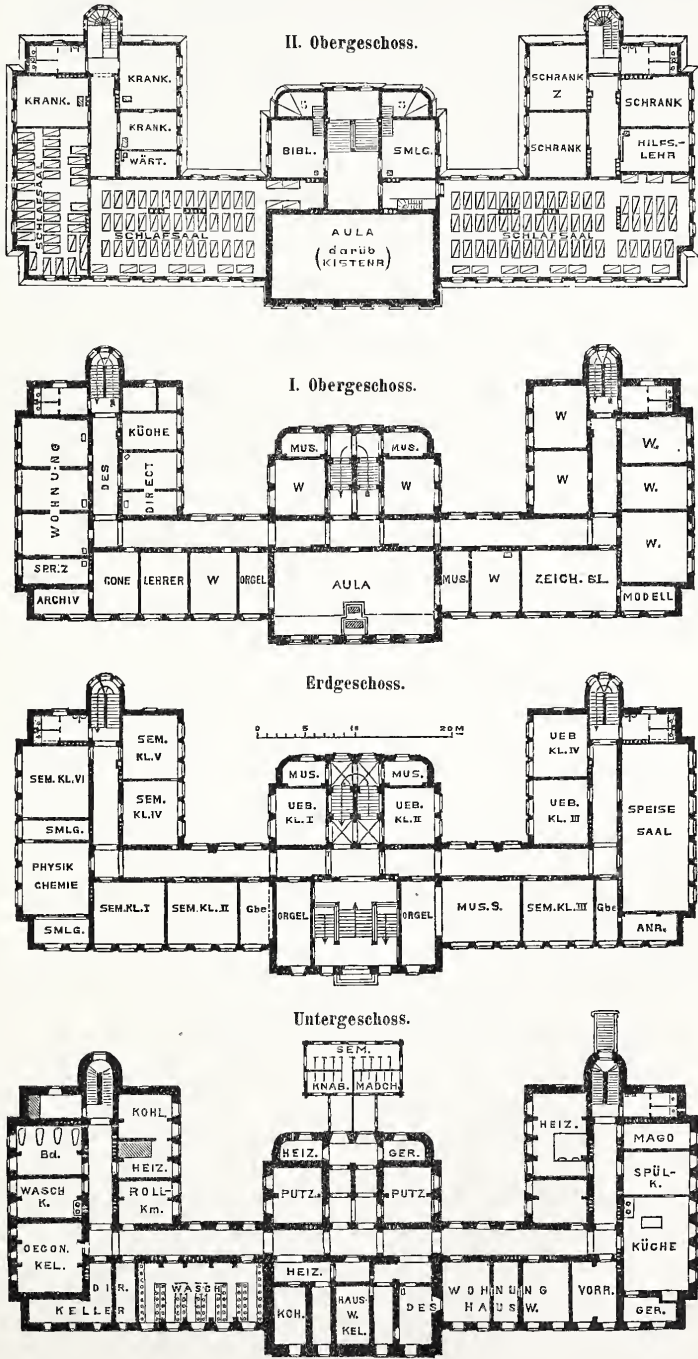 II. Obergeschoss.
KRANK.
KRANK.
KRANK.
WÄRT.
SCHLAFSAAL
SCHLAFSAAL
BIBL.
SMLG.
AULA
(darüb
KISTENR)
SCHRANK
Z
SCHRANK
SCHRANK
HILFS.-
LEHR
SCHLAFSAAL
I. Obergeschoss.
WOHNUNG
DES
DIRECT
KÜCHE
SPR.Z
ARCHIV
CONF
LEHRER
W
ORGEL
MUS.
MUS.
W
W
AULA
MUS.
W
ZEICH. SL.
W
W
W.
W.
W.
MODELL
Erdgeschoss.
0 5 10 20 M
SEM. KL.VI
SMLG.
PHYSIK
CHEMIE
SMLG.
SEM.
KL.V
SEM.
KL.IV
SEM.KL.I
SEM.KL.II
Gbe
ORGEL
MUS.
MUS.
UEB.
KL.I
UEB.
KL.II
ORGEL
MUS.S.
SEM.KL.III
Gbe
UEB
KL.IV
UEB.
KL.III
SPEISE
SAAL
ANR.
Untergeschoss.
SEM.
KNAB.
MÄDCH.
Bd.
WASCH
K.
OECON.
KEL.
KOHL
HEIZ.
ROLL-
Km.
DIR.
KELLER
WASCH
HEIZ.
GER.
PUTZ
PUTZ
HEIZ.
KOH.
HAUS-
W.
KEL.
DES
WOHNUNG
HAUSW.
VORR.
HEIZ.
MAGD
SPÜL-
K.
KÜCHE
GER.